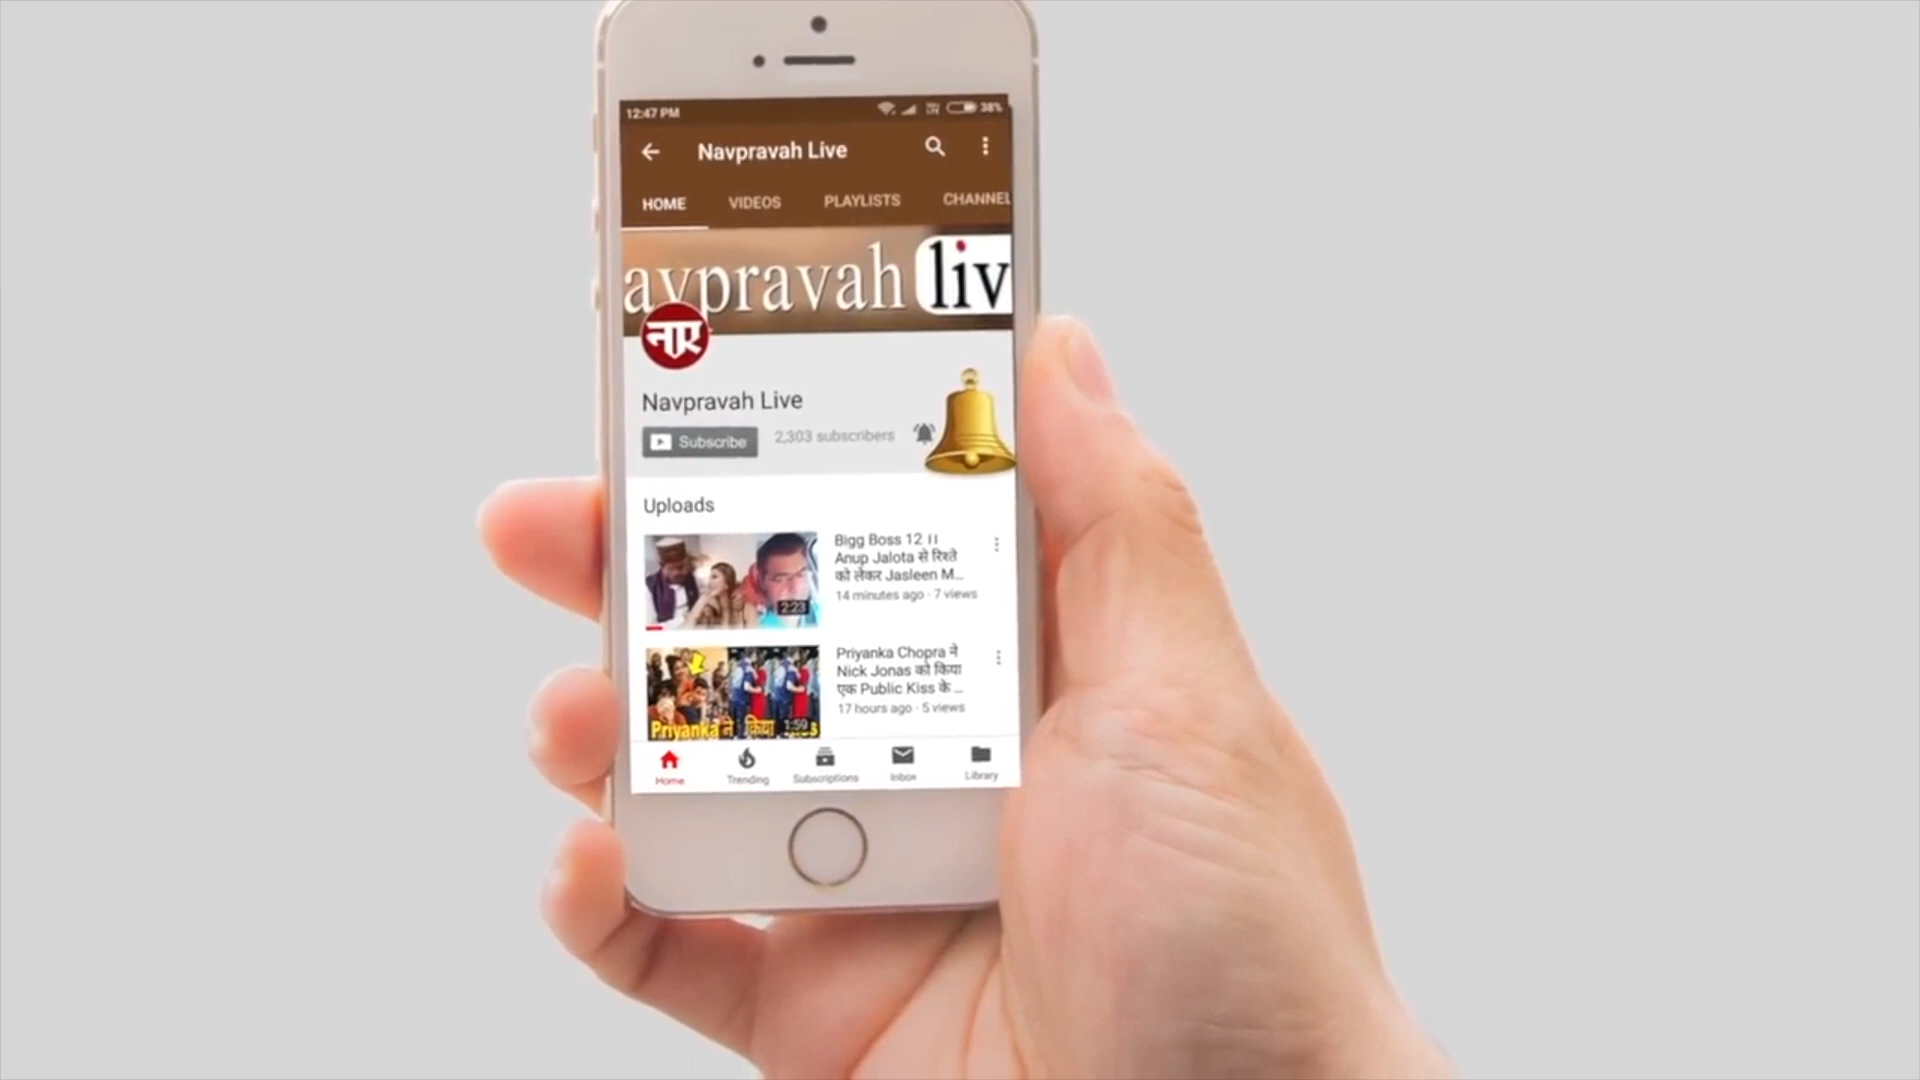 12:47 PM
38%
Navpravah Live
HOME VIDEOS PLAYLISTS CHANNEL
avpravah liv
नए
Navpravah Live
Subscribe 2,303 subscribers
Uploads
Bigg Boss 12 ।।
Anup Jalota से रिश्ते
को लेकर Jasleen M...
14 minutes ago · 7 views
2:23
Priyanka Chopra ने
Nick Jonas को किया
एक Public Kiss के ...
17 hours ago · 5 views
Priyanka ने किया
1:59
Home Trending Subscriptions Inbox Library